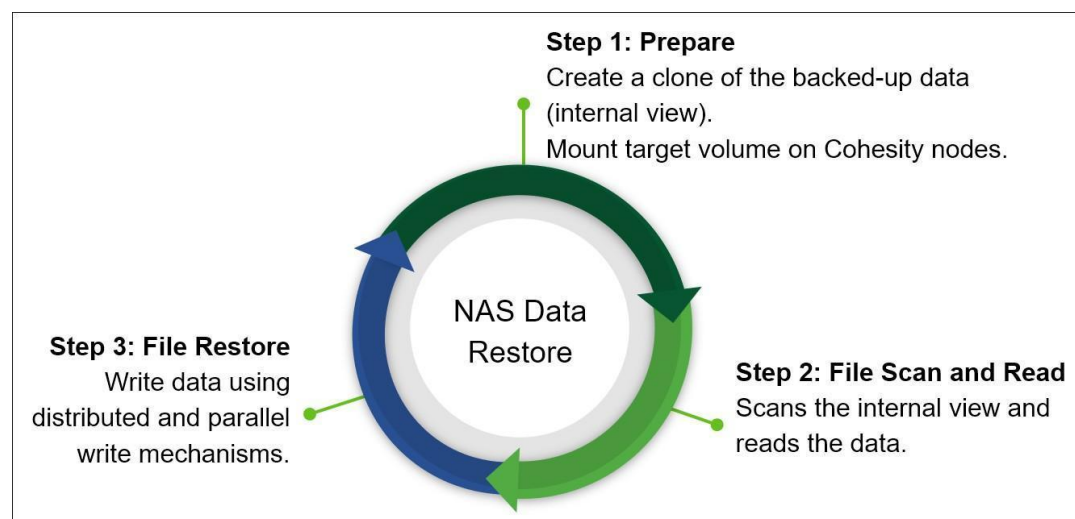 Step 1: Prepare
Create a clone of the backed-up data
(internal view).
Mount target volume on Cohesity nodes.
NAS Data
Restore
Step 2: File Scan and Read
Scans the internal view and
reads the data.
Step 3: File Restore
Write data using
distributed and parallel
write mechanisms.